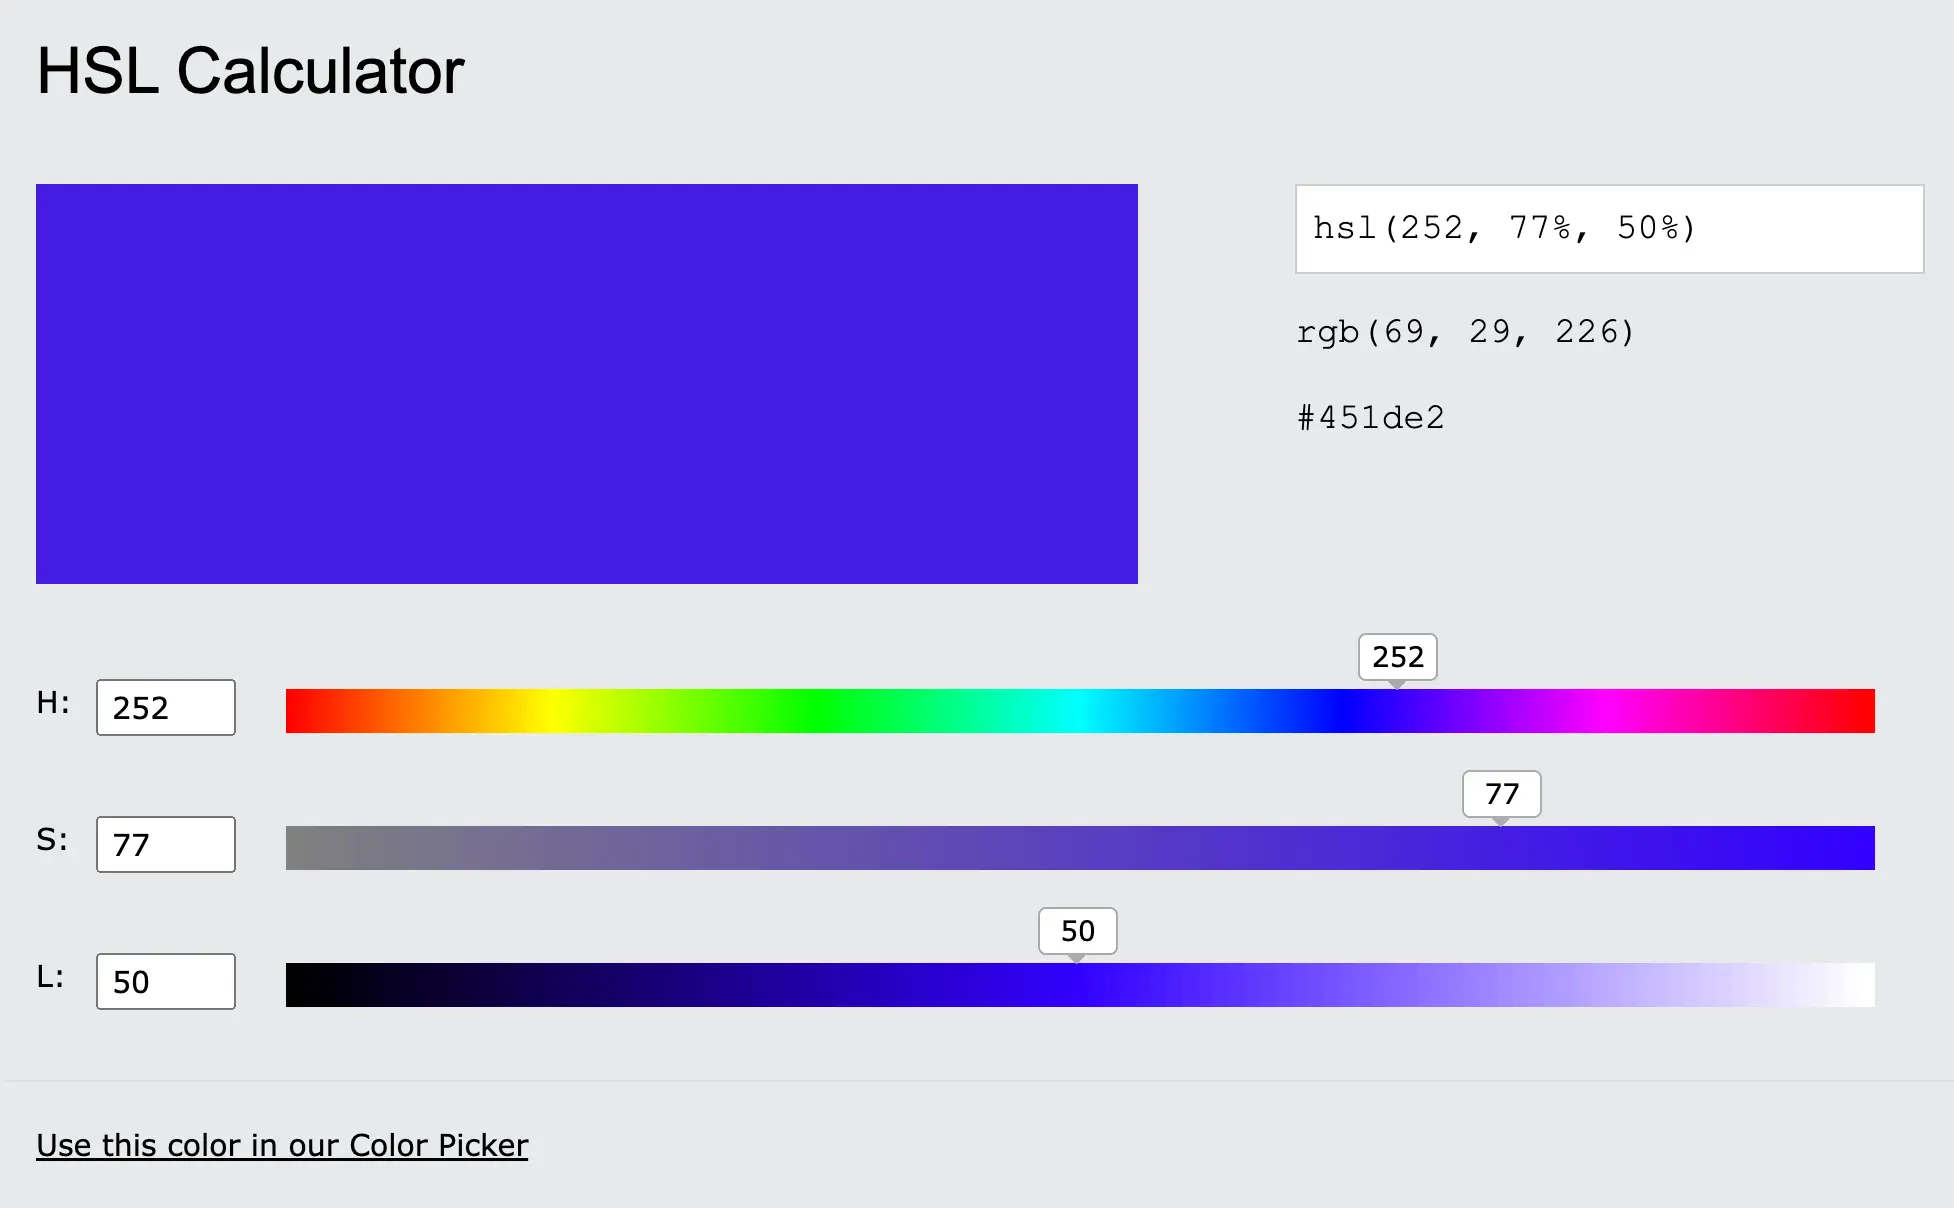 HSL Calculator
hsl(252, 77%, 50%)
rgb(69, 29, 226)
#451de2
252
H: 252
77
S: 77
50
L: 50
Use this color in our Color Picker